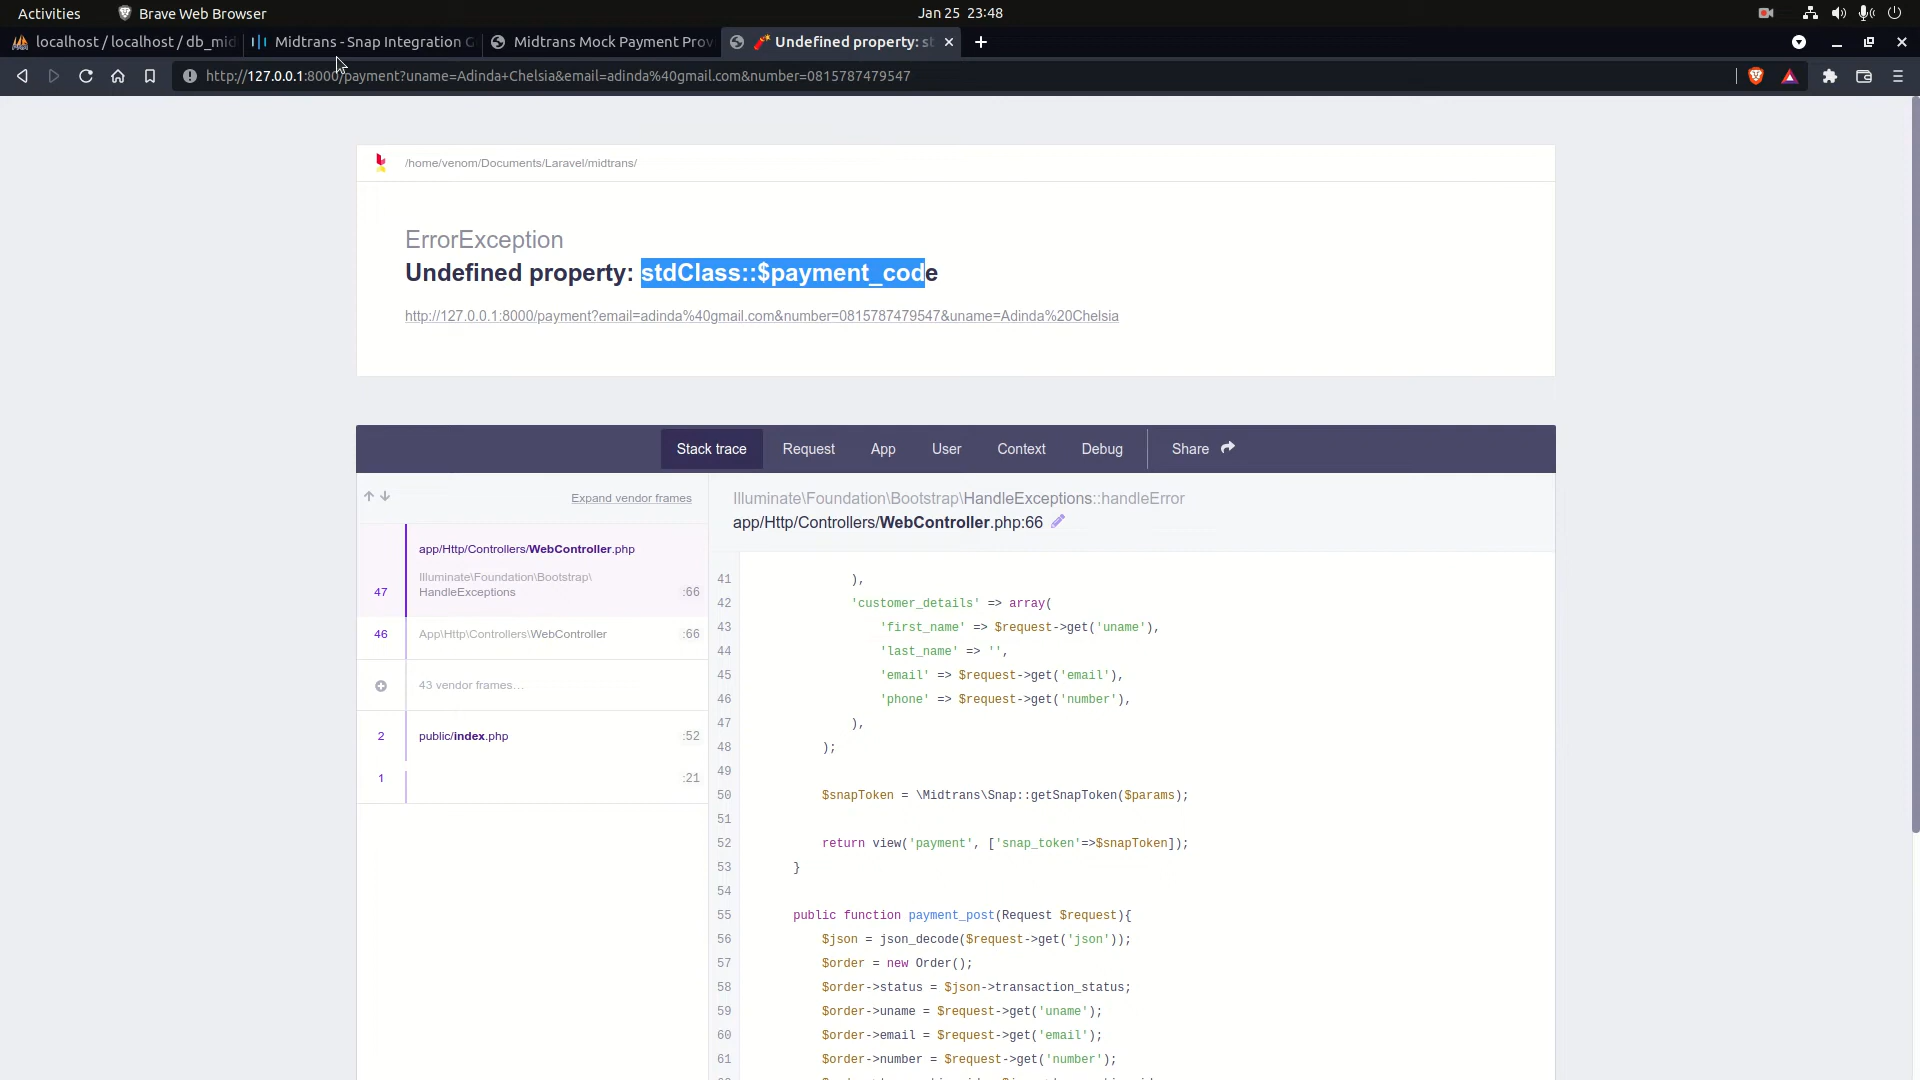 Activities
Brave Web Browser
Jan 25 23:48
localhost / localhost / db_mid
Midtrans - Snap Integration G
Midtrans Mock Payment Prov
Undefined property: st
http://127.0.0.1:8000/payment?uname=Adinda+Chelsia&email=adinda%40gmail.com&number=0815787479547
/home/venom/Documents/Laravel/midtrans/
ErrorException
Undefined property: stdClass::$payment_code
http://127.0.0.1:8000/payment?email=adinda%40gmail.com&number=0815787479547&uname=Adinda%20Chelsia
Stack trace
Request
App
User
Context
Debug
Share
Expand vendor frames
app/Http/Controllers/WebController.php
Illuminate\Foundation\Bootstrap\
47 HandleExceptions :66
46 App\Http\Controllers\WebController :66
43 vendor frames…
2 public/index.php :52
1 :21
Illuminate\Foundation\Bootstrap\HandleExceptions::handleError
app/Http/Controllers/WebController.php:66
41 ),
42 'customer_details' => array(
43 'first_name' => $request->get('uname'),
44 'last_name' => '',
45 'email' => $request->get('email'),
46 'phone' => $request->get('number'),
47 ),
48 );
49
50 $snapToken = \Midtrans\Snap::getSnapToken($params);
51
52 return view('payment', ['snap_token'=>$snapToken]);
53 }
54
55 public function payment_post(Request $request){
56 $json = json_decode($request->get('json'));
57 $order = new Order();
58 $order->status = $json->transaction_status;
59 $order->uname = $request->get('uname');
60 $order->email = $request->get('email');
61 $order->number = $request->get('number');